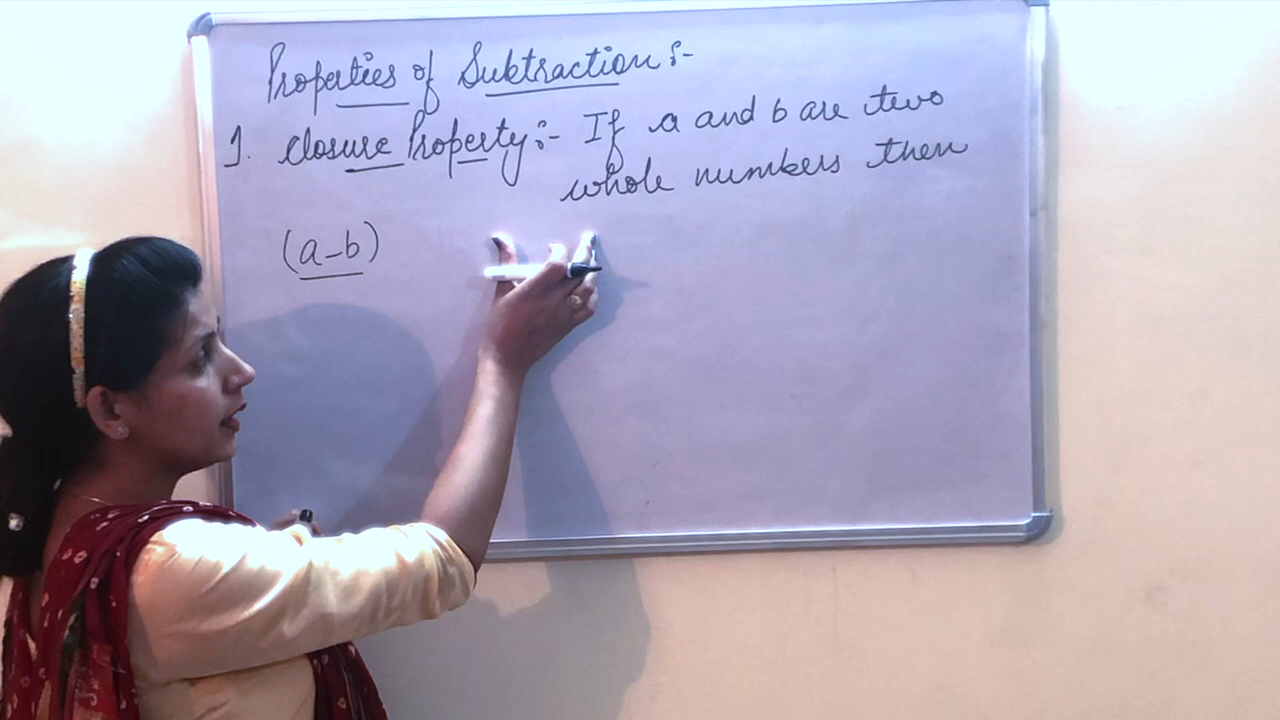 Properties of Subtraction :-
1. Closure Property :- If a and b are two
whole numbers then
(a-b)